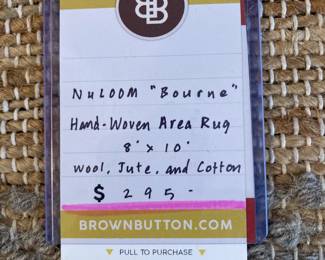 NuLOOM "Bourne"
Hand-Woven Area Rug
8' x 10'
Wool, Jute, and Cotton
$ 295-
BROWNBUTTON.COM
PULL TO PURCHASE